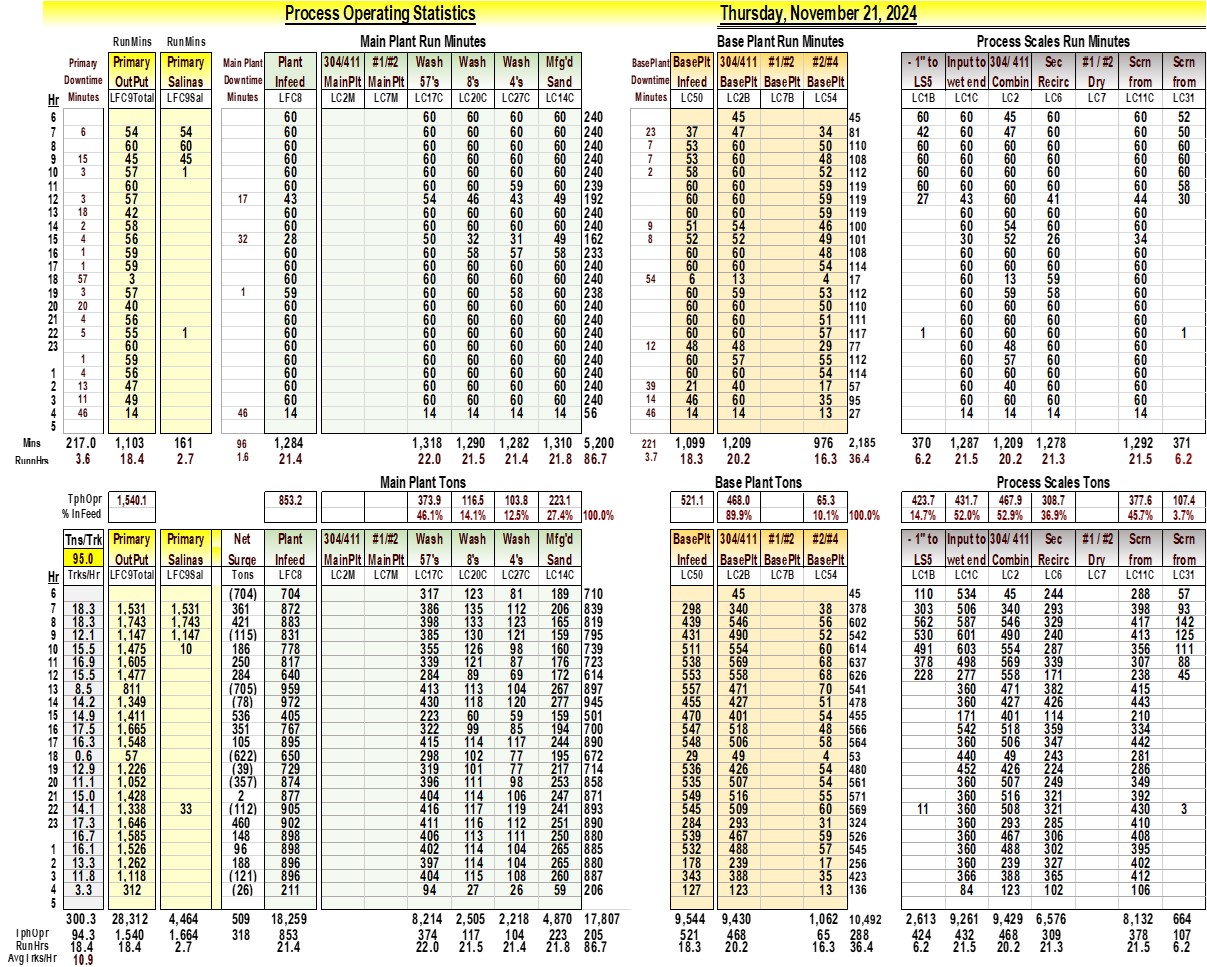 Process Operating Statistics Thursday, November 21, 2024
RunMins RunMins Main Plant Run Minutes Base Plant Run Minutes Process Scales Run Minutes
Primary Primary Primary Main Plant Plant 304/411 #1/#2 Wash Wash Wash Mfg'd BasePlant BasePlt 304/411 #1/#2 #2/#4 - 1" to Input to 304/ 411 Sec #1 / #2 Scrn Scrn
Downtime OutPut Salinas Downtime Infeed MainPlt MainPlt 57's 8's 4's Sand Downtime Infeed BasePlt BasePlt BasePlt LS5 wet end Combin Recirc Dry from from
Hr Minutes LFC9Total LFC9Sal Minutes LFC8 LC2M LC7M LC17C LC20C LC27C LC14C Minutes LC50 LC2B LC7B LC54 LC1B LC1C LC2 LC6 LC7 LC11C LC31
6 60 60 60 60 60 240 45 45 60 60 45 60 60 52
7 6 54 54 60 60 60 60 60 240 23 37 47 34 81 42 60 47 60 60 50
8 60 60 60 60 60 60 60 240 7 53 60 50 110 60 60 60 60 60 60
9 15 45 45 60 60 60 60 60 240 7 53 60 48 108 60 60 60 60 60 60
10 3 57 1 60 60 60 60 60 240 2 58 60 52 112 60 60 60 60 60 60
11 60 60 60 60 59 60 239 60 60 59 119 60 60 60 60 60 58
12 3 57 17 43 54 46 43 49 192 60 60 59 119 27 43 60 41 44 30
13 18 42 60 60 60 60 60 240 60 60 59 119 60 60 60 60
14 2 58 60 60 60 60 60 240 9 51 54 46 100 60 54 60 60
15 4 56 32 28 50 32 31 49 162 8 52 52 49 101 30 52 26 34
16 1 59 60 60 58 57 58 233 60 60 48 108 60 60 60 60
17 1 59 60 60 60 60 60 240 60 60 54 114 60 60 60 60
18 57 3 60 60 60 60 60 240 54 6 13 4 17 60 13 59 60
19 3 57 1 59 60 60 58 60 238 60 59 53 112 60 59 58 60
20 20 40 60 60 60 60 60 240 60 60 50 110 60 60 60 60
21 4 56 60 60 60 60 60 240 60 60 51 111 60 60 60 60
22 5 55 1 60 60 60 60 60 240 60 60 57 117 1 60 60 60 60 1
23 60 60 60 60 60 60 240 12 48 48 29 77 60 48 60 60
1 59 60 60 60 60 60 240 60 57 55 112 60 57 60 60
1 4 56 60 60 60 60 60 240 60 60 54 114 60 60 60 60
2 13 47 60 60 60 60 60 240 39 21 40 17 57 60 40 60 60
3 11 49 60 60 60 60 60 240 14 46 60 35 95 60 60 60 60
4 46 14 46 14 14 14 14 14 56 46 14 14 13 27 14 14 14 14
5
Mins 217.0 1,103 161 96 1,284 1,318 1,290 1,282 1,310 5,200 221 1,099 1,209 976 2,185 370 1,287 1,209 1,278 1,292 371
RunnHrs 3.6 18.4 2.7 1.6 21.4 22.0 21.5 21.4 21.8 86.7 3.7 18.3 20.2 16.3 36.4 6.2 21.5 20.2 21.3 21.5 6.2
Main Plant Tons Base Plant Tons Process Scales Tons
TphOpr 1,540.1 853.2 373.9 116.5 103.8 223.1 521.1 468.0 65.3 423.7 431.7 467.9 308.7 377.6 107.4
% InFeed 46.1% 14.1% 12.5% 27.4% 100.0% 89.9% 10.1% 100.0% 14.7% 52.0% 52.9% 36.9% 45.7% 3.7%
Tns/Trk Primary Primary Net Plant 304/411 #1/#2 Wash Wash Wash Mfg'd BasePlt 304/411 #1/#2 #2/#4 - 1" to Input to 304/ 411 Sec #1 / #2 Scrn Scrn
95.0 OutPut Salinas Surge Infeed MainPlt MainPlt 57's 8's 4's Sand Infeed BasePlt BasePlt BasePlt LS5 wet end Combin Recirc Dry from from
Hr Trks/Hr LFC9Total LFC9Sal Tons LFC8 LC2M LC7M LC17C LC20C LC27C LC14C LC50 LC2B LC7B LC54 LC1B LC1C LC2 LC6 LC7 LC11C LC31
6 (704) 704 317 123 81 189 710 45 45 110 534 45 244 288 57
7 18.3 1,531 1,531 361 872 386 135 112 206 839 298 340 38 378 303 506 340 293 398 93
8 18.3 1,743 1,743 421 883 398 133 123 165 819 439 546 56 602 562 587 546 329 417 142
9 12.1 1,147 1,147 (115) 831 385 130 121 159 795 431 490 52 542 530 601 490 240 413 125
10 15.5 1,475 10 186 778 355 126 98 160 739 511 554 60 614 491 603 554 287 356 111
11 16.9 1,605 250 817 339 121 87 176 723 538 569 68 637 378 498 569 339 307 88
12 15.5 1,477 284 640 284 89 69 172 614 553 558 68 626 228 277 558 171 238 45
13 8.5 811 (705) 959 413 113 104 267 897 557 471 70 541 360 471 382 415
14 14.2 1,349 (78) 972 430 118 120 277 945 455 427 51 478 360 427 426 443
15 14.9 1,411 536 405 223 60 59 159 501 470 401 54 455 171 401 114 210
16 17.5 1,665 351 767 322 99 85 194 700 547 518 48 566 542 518 359 334
17 16.3 1,548 105 895 415 114 117 244 890 548 506 58 564 360 506 347 442
18 0.6 57 (622) 650 298 102 77 195 672 29 49 4 53 440 49 243 281
19 12.9 1,226 (39) 729 319 101 77 217 714 536 426 54 480 452 426 224 286
20 11.1 1,052 (357) 874 396 111 98 253 858 535 507 54 561 360 507 249 349
21 15.0 1,428 2 877 404 114 106 247 871 549 516 55 571 360 516 321 392
22 14.1 1,338 33 (112) 905 416 117 119 241 893 545 509 60 569 11 360 508 321 430 3
23 17.3 1,646 460 902 411 116 112 251 890 284 293 31 324 360 293 285 410
16.7 1,585 148 898 406 113 111 250 880 539 467 59 526 360 467 306 408
1 16.1 1,526 96 898 402 114 104 265 885 532 488 57 545 360 488 302 395
2 13.3 1,262 188 896 397 114 104 265 880 178 239 17 256 360 239 327 402
3 11.8 1,118 (121) 896 404 115 108 260 887 343 388 35 423 366 388 365 412
4 3.3 312 (26) 211 94 27 26 59 206 127 123 13 136 84 123 102 106
5
300.3 28,312 4,464 509 18,259 8,214 2,505 2,218 4,870 17,807 9,544 9,430 1,062 10,492 2,613 9,261 9,429 6,576 8,132 664
TphOpr 94.3 1,540 1,664 318 853 374 117 104 223 205 521 468 65 288 424 432 468 309 378 107
RunHrs 18.4 18.4 2.7 21.4 22.0 21.5 21.4 21.8 86.7 18.3 20.2 16.3 36.4 6.2 21.5 20.2 21.3 21.5 6.2
AvgTrks/Hr 10.9